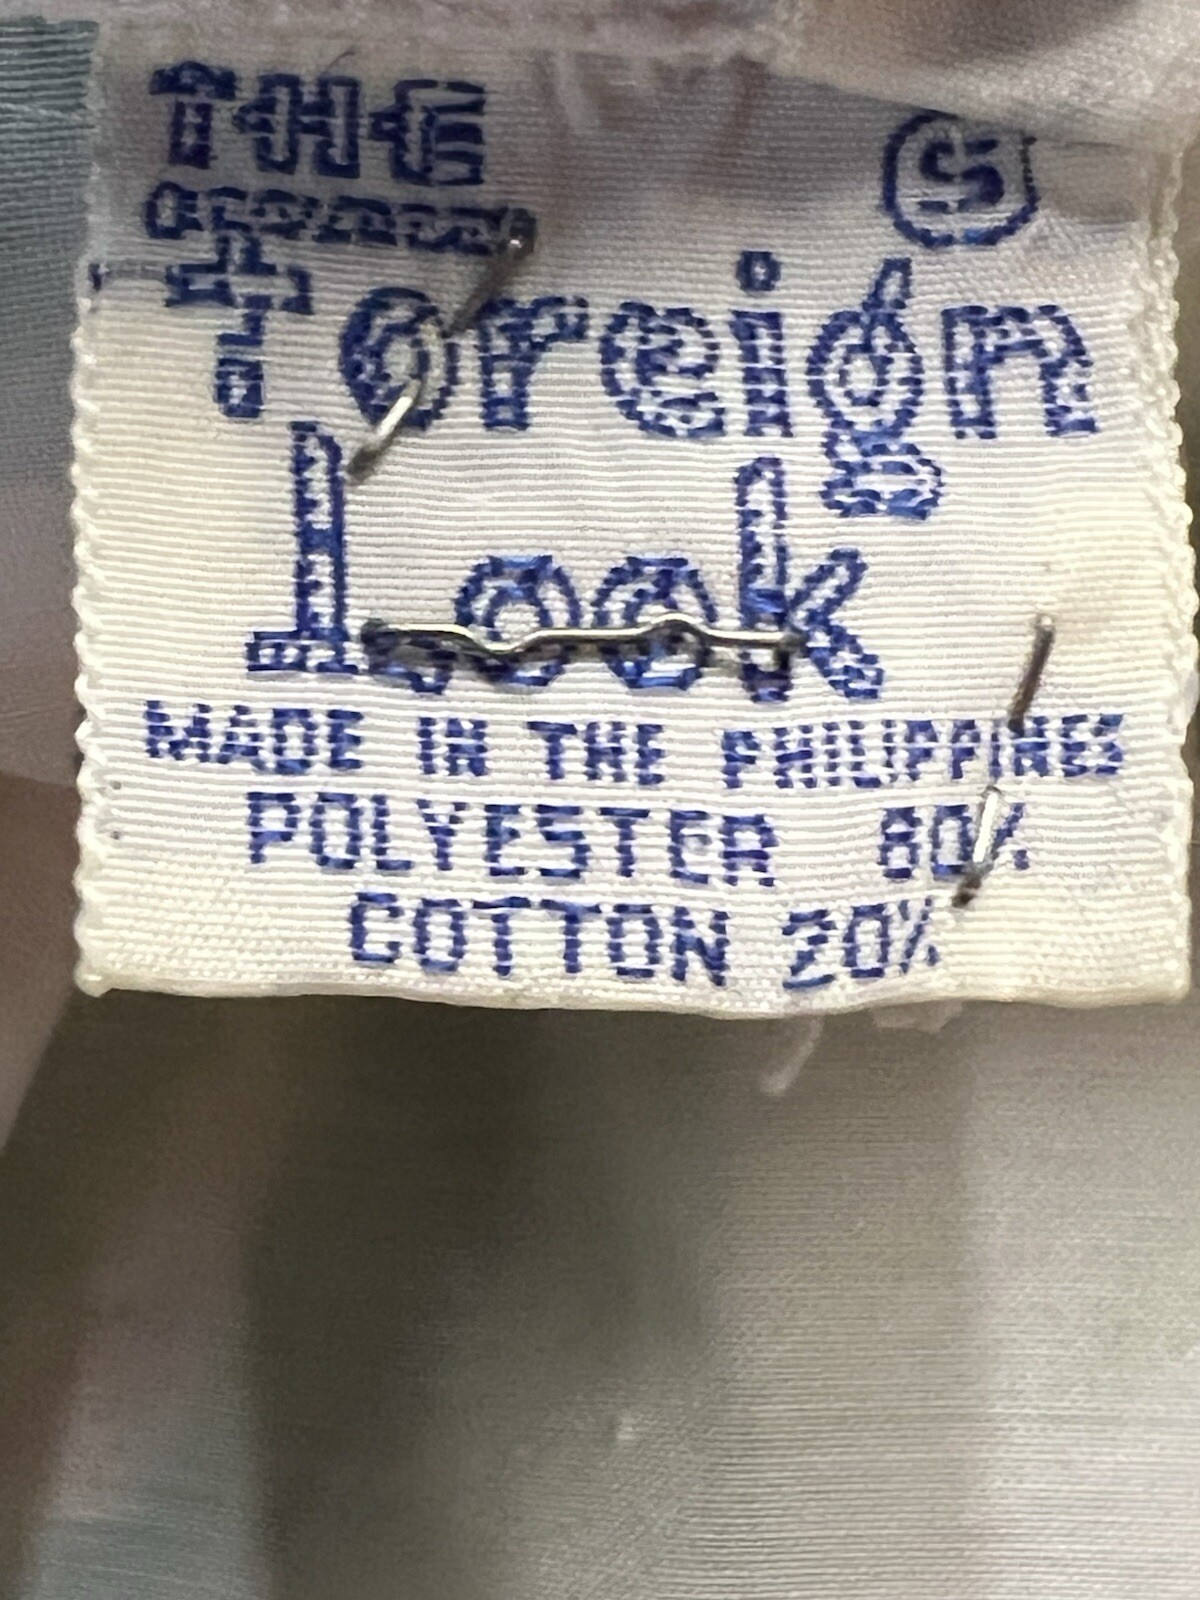 THE
S
Foreign
Look
MADE IN THE PHILIPPINES
POLYESTER 80%
COTTON 20%